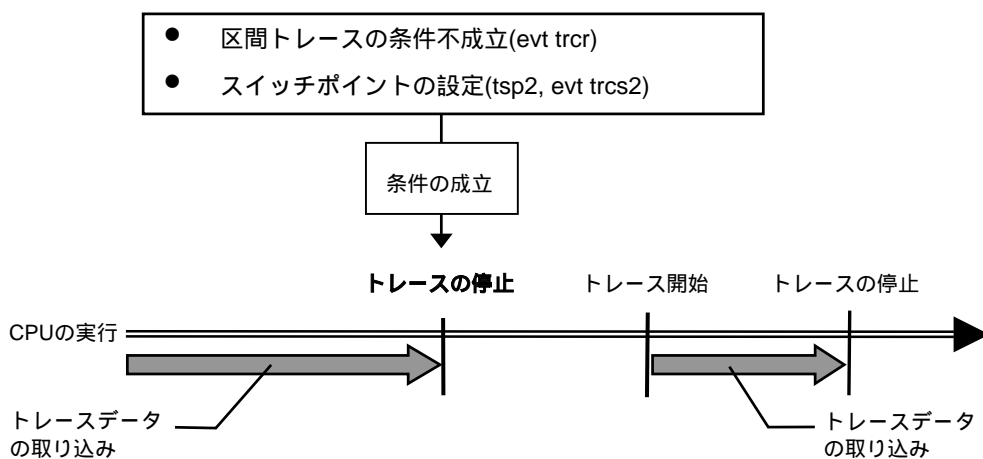 ● 区間トレースの条件不成立(evt trcr)
● スイッチポイントの設定(tsp2, evt trcs2)
条件の成立
トレースの停止
トレース開始
トレースの停止
CPUの実行
トレースデータ
の取り込み
トレースデータ
の取り込み